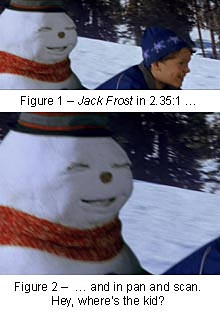 Figure 1 – Jack Frost in 2.35:1 ...
Figure 2 –  ... and in pan and scan.
Hey, where's the kid?